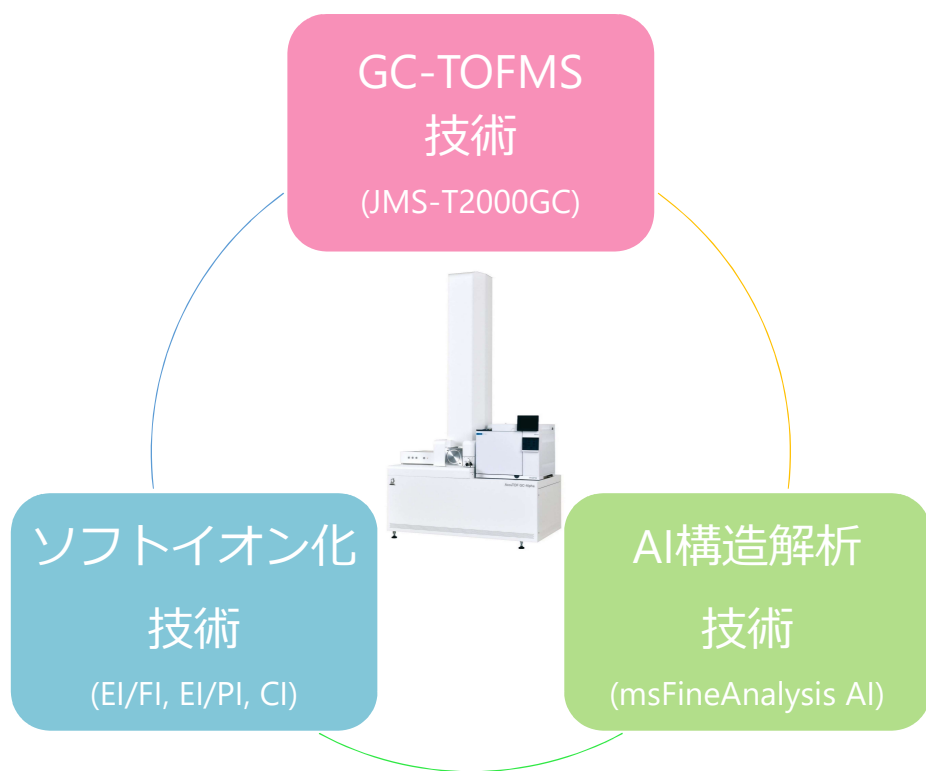 GC-TOFMS
技術
(JMS-T2000GC)
ソフトイオン化
技術
(EI/FI, EI/PI, CI)
AI構造解析
技術
(msFineAnalysis AI)